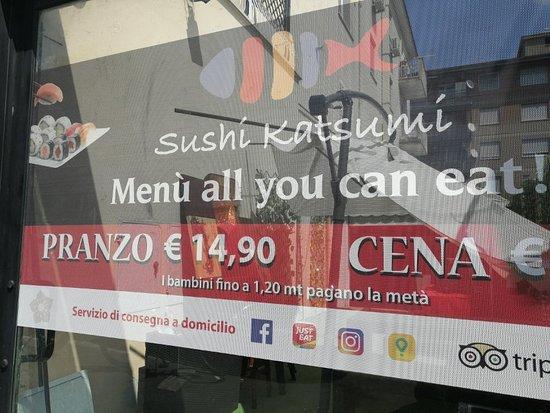 Sushi Katsumi
Menù all you can eat!
PRANZO € 14,90 CENA €
I bambini fino a 1,20 mt pagano la metà
Servizio di consegna a domicilio
JUST
EAT
trip